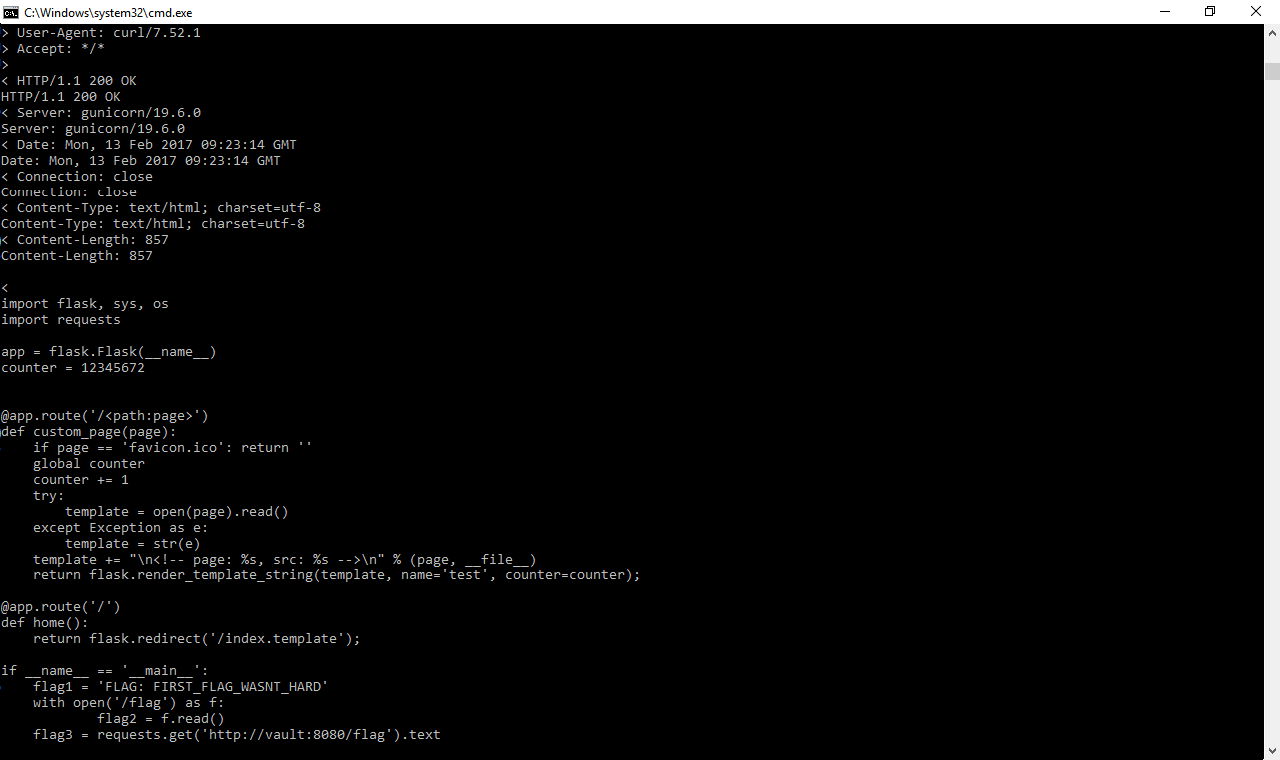 C:\Windows\system32\cmd.exe
> User-Agent: curl/7.52.1
> Accept: */*
>
< HTTP/1.1 200 OK
HTTP/1.1 200 OK
< Server: gunicorn/19.6.0
Server: gunicorn/19.6.0
< Date: Mon, 13 Feb 2017 09:23:14 GMT
Date: Mon, 13 Feb 2017 09:23:14 GMT
< Connection: close
Connection: close
< Content-Type: text/html; charset=utf-8
Content-Type: text/html; charset=utf-8
< Content-Length: 857
Content-Length: 857

<
import flask, sys, os
import requests

app = flask.Flask(__name__)
counter = 12345672


@app.route('/<path:page>')
def custom_page(page):
    if page == 'favicon.ico': return ''
    global counter
    counter += 1
    try:
        template = open(page).read()
    except Exception as e:
        template = str(e)
    template += "\n<!-- page: %s, src: %s -->\n" % (page, __file__)
    return flask.render_template_string(template, name='test', counter=counter);

@app.route('/')
def home():
    return flask.redirect('/index.template');

if __name__ == '__main__':
    flag1 = 'FLAG: FIRST_FLAG_WASNT_HARD'
    with open('/flag') as f:
            flag2 = f.read()
    flag3 = requests.get('http://vault:8080/flag').text